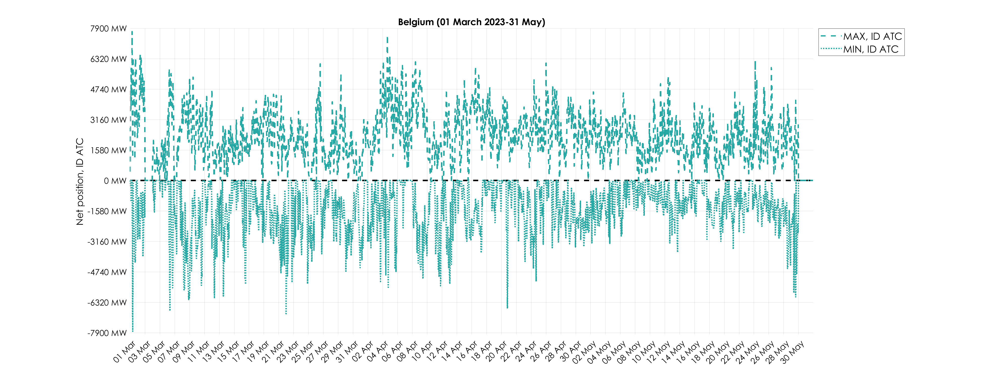 Belgium (01 March 2023-31 May)
7900 MW
6320 MW
4740 MW
3160 MW
1580 MW
0 MW
-1580 MW
-3160 MW
-4740 MW
-6320 MW
-7900 MW
Net position, ID ATC
MAX, ID ATC
MIN, ID ATC
01 Mar
03 Mar
05 Mar
07 Mar
09 Mar
11 Mar
13 Mar
15 Mar
17 Mar
19 Mar
21 Mar
23 Mar
25 Mar
27 Mar
29 Mar
31 Mar
02 Apr
04 Apr
06 Apr
08 Apr
10 Apr
12 Apr
14 Apr
16 Apr
18 Apr
20 Apr
22 Apr
24 Apr
26 Apr
28 Apr
30 Apr
02 May
04 May
06 May
08 May
10 May
12 May
14 May
16 May
18 May
20 May
22 May
24 May
26 May
28 May
30 May